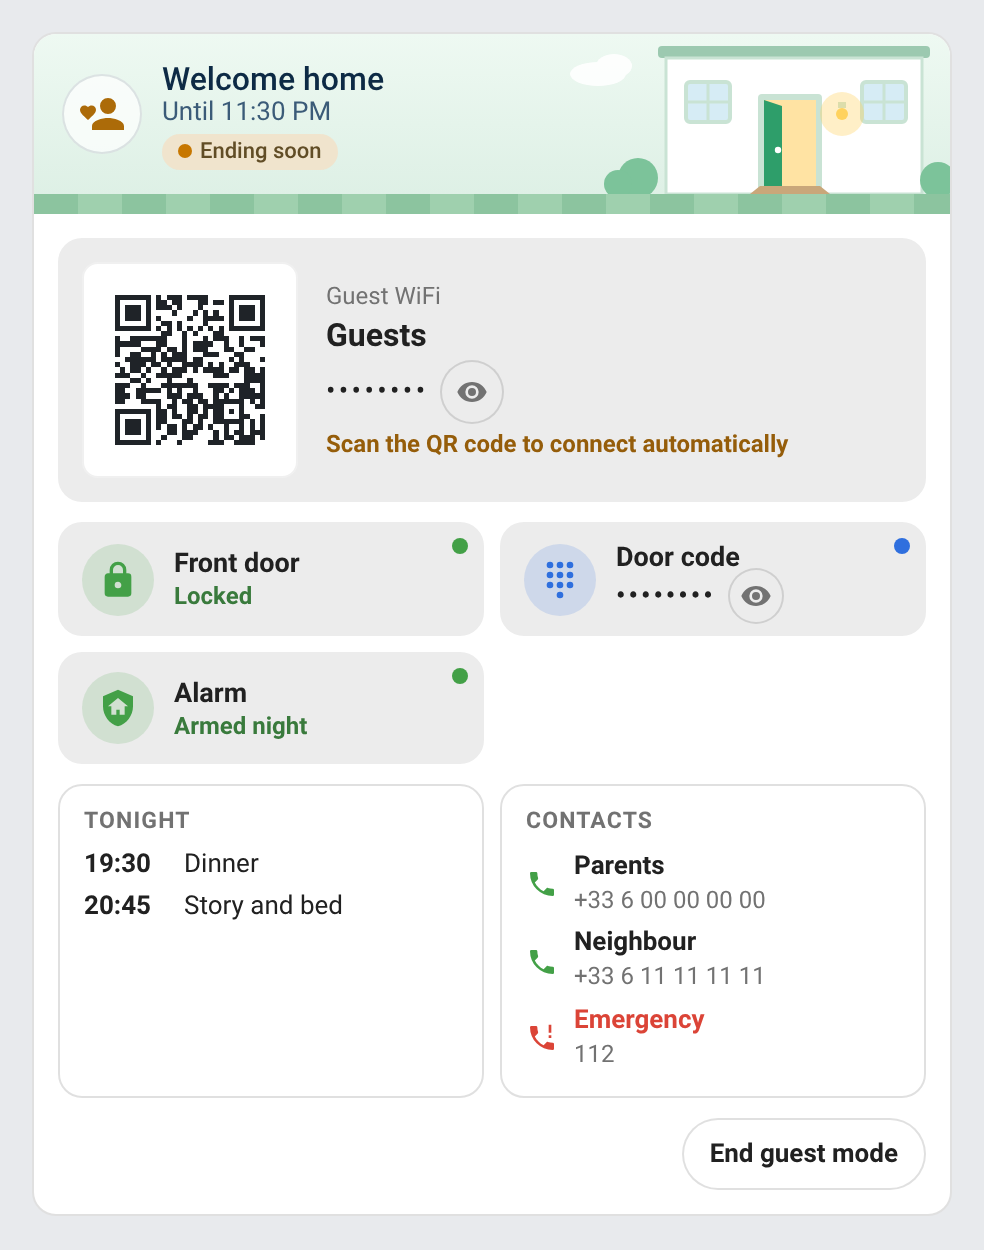 Welcome home
Until 11:30 PM
Ending soon
Guest WiFi
Guests
••••••••
Scan the QR code to connect automatically
Front door
Locked
Door code
••••••••
Alarm
Armed night
TONIGHT
19:30 Dinner
20:45 Story and bed
CONTACTS
Parents
+33 6 00 00 00 00
Neighbour
+33 6 11 11 11 11
Emergency
112
End guest mode